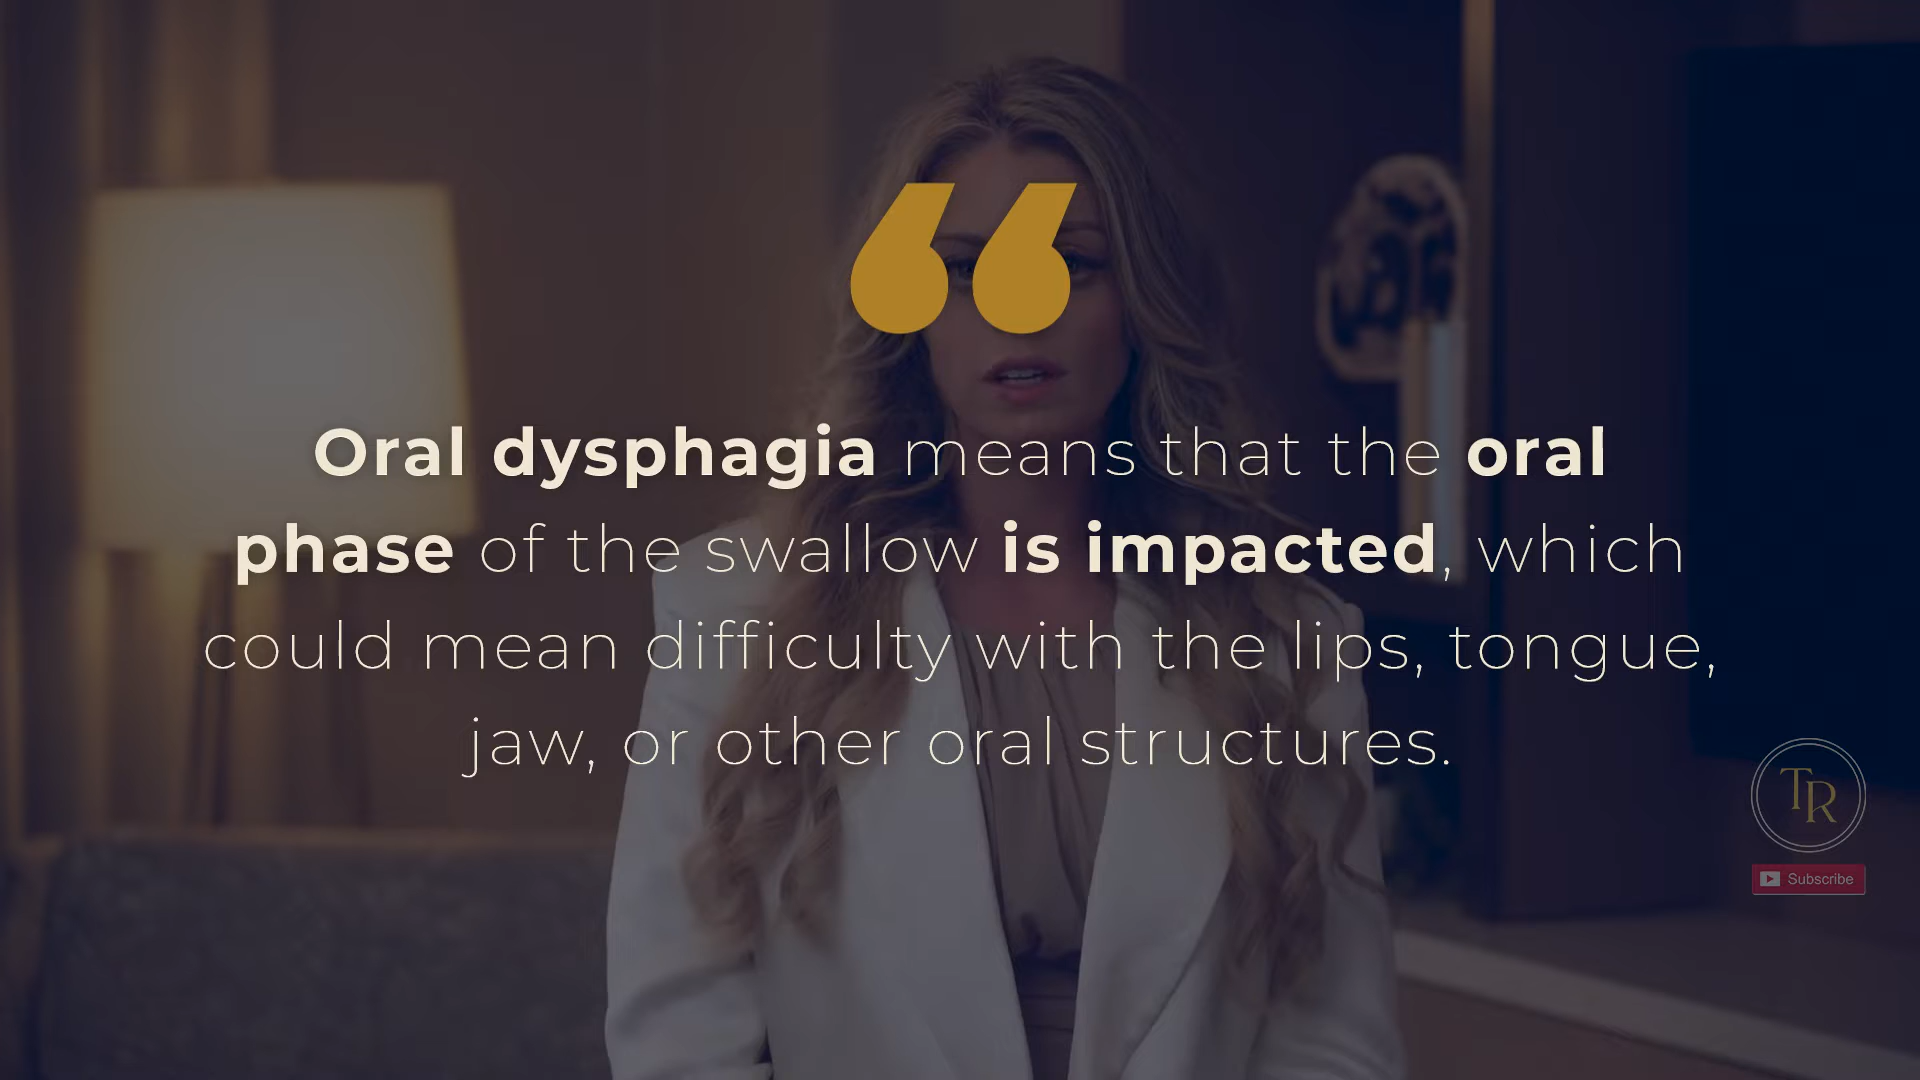 “
Oral dysphagia means that the oral
phase of the swallow is impacted, which
could mean difficulty with the lips, tongue,
jaw, or other oral structures.
TR
Subscribe